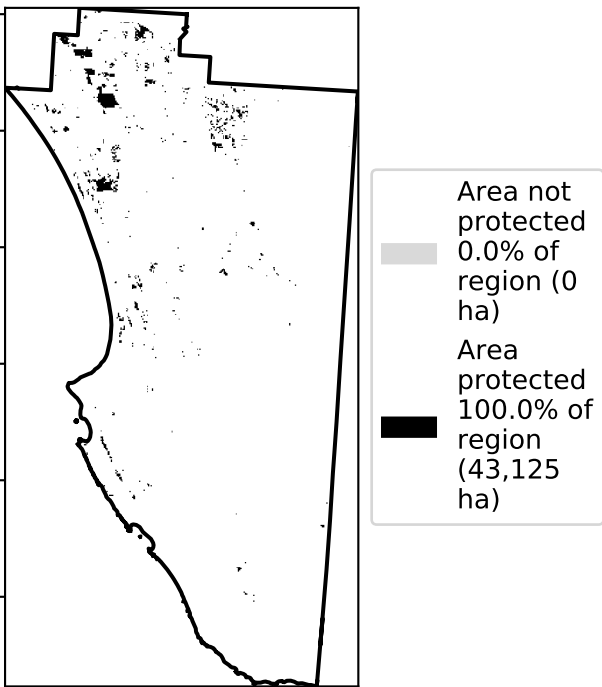 Area not
protected
0.0% of
region (0
ha)
Area
protected
100.0% of
region
(43,125
ha)